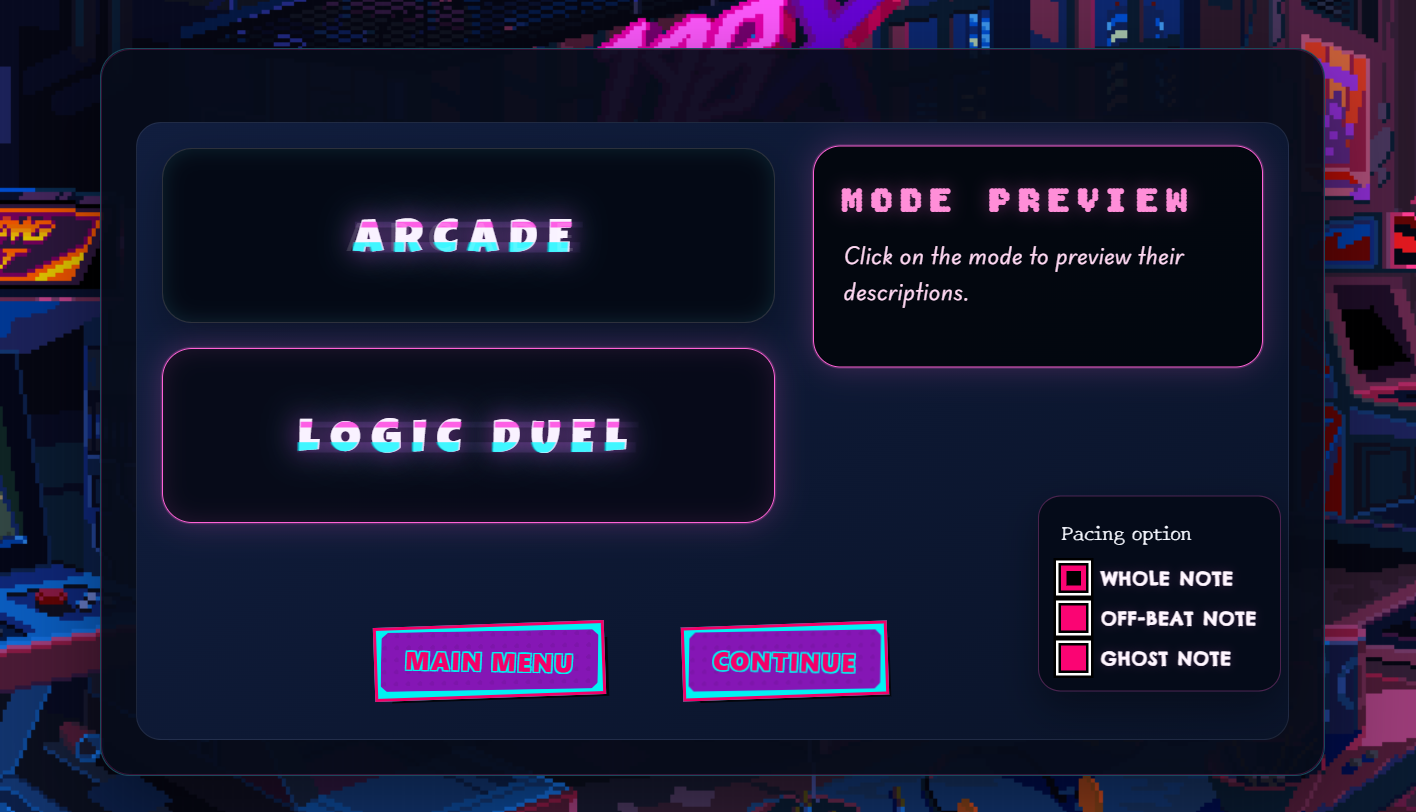 ARCADE
MODE PREVIEW
Click on the mode to preview their
descriptions.
LOGIC DUEL
Pacing option
WHOLE NOTE
OFF-BEAT NOTE
GHOST NOTE
MAIN MENU
CONTINUE